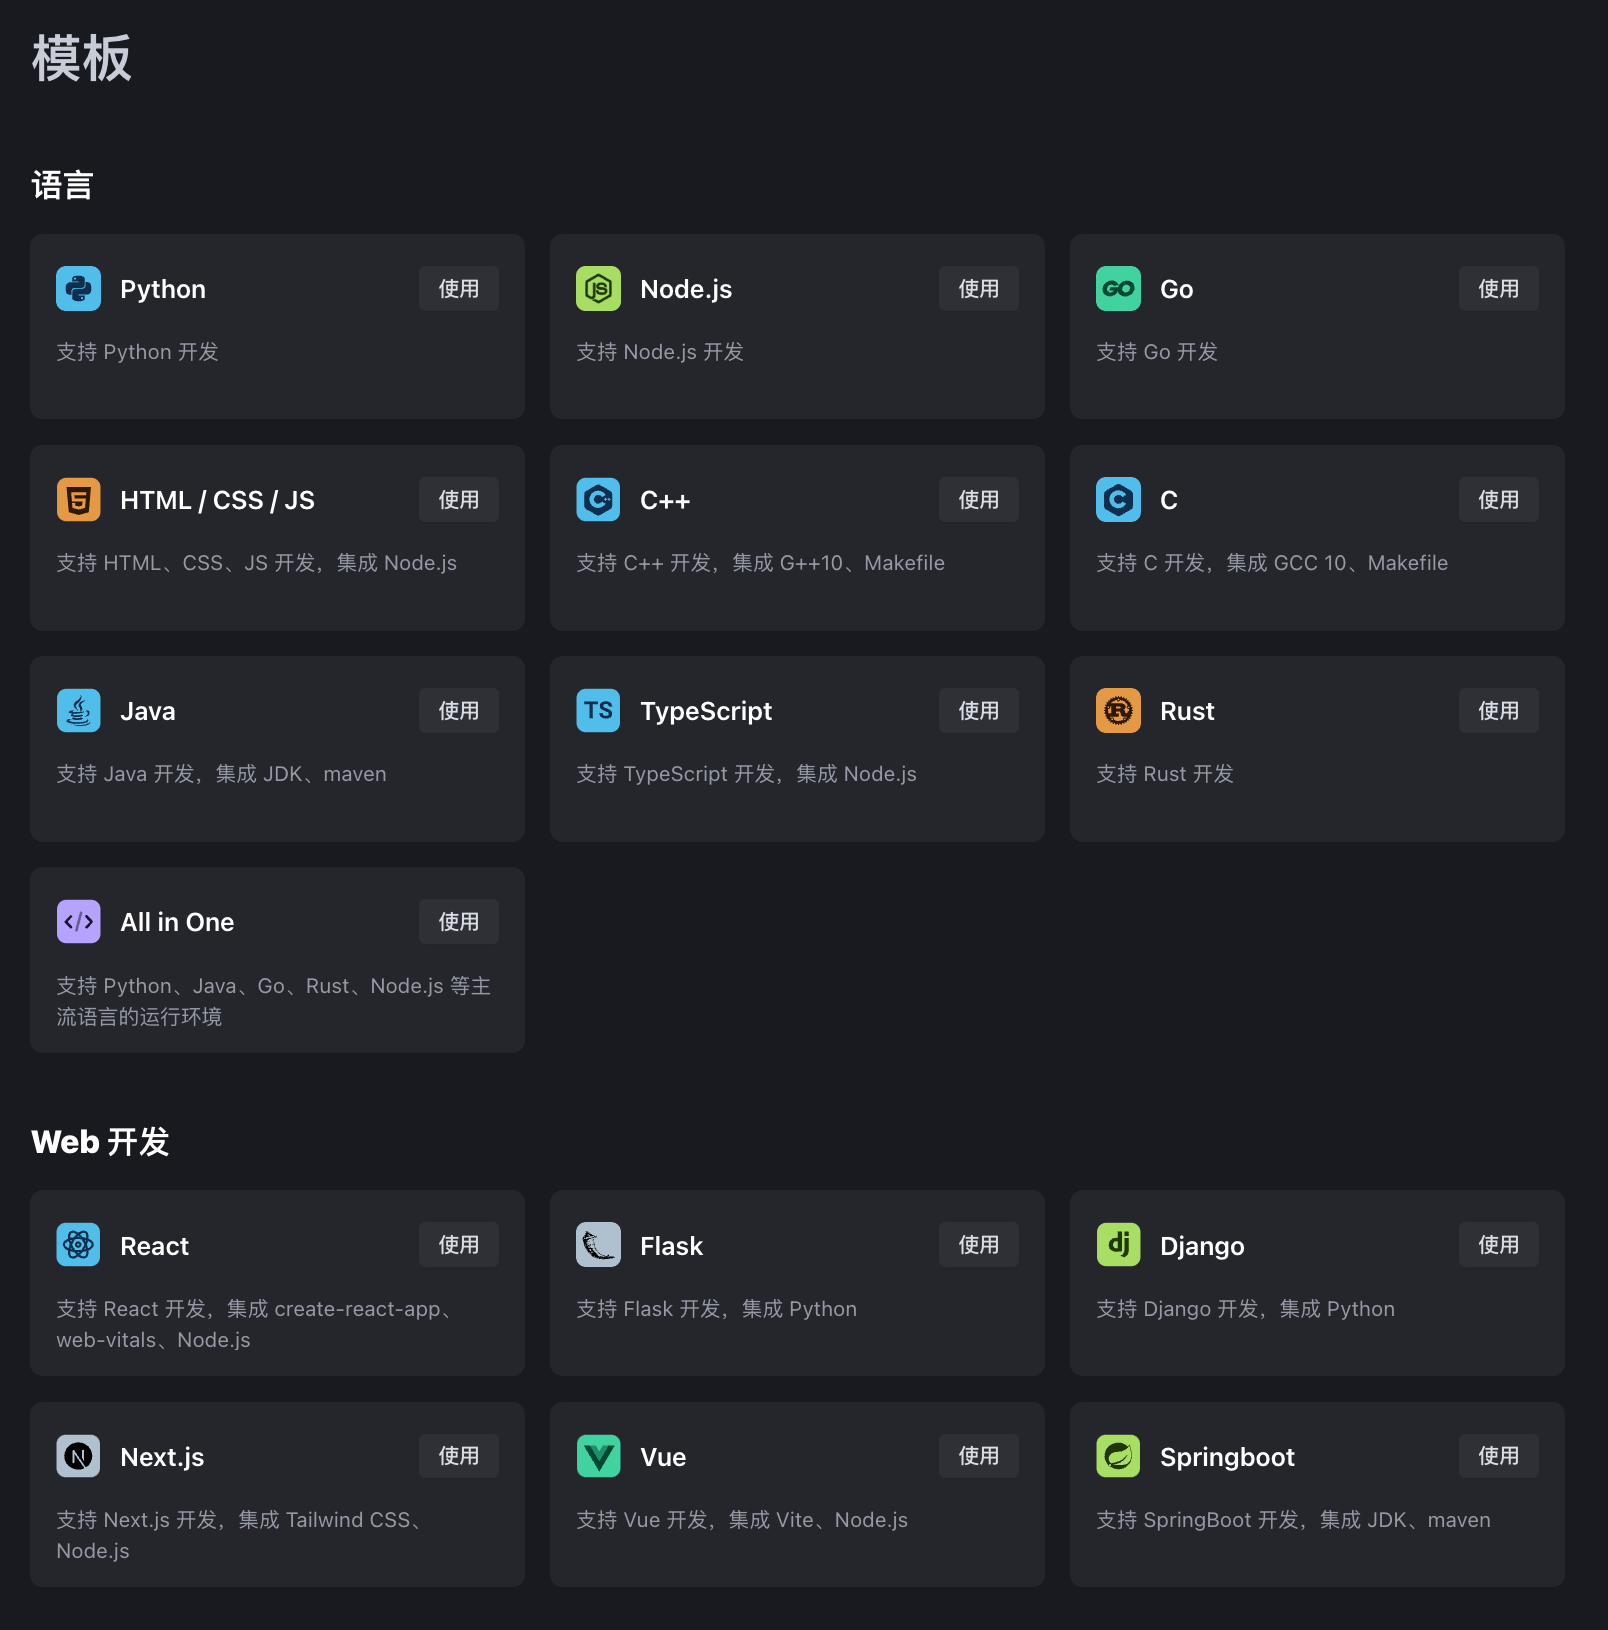 模板
语言
Python 使用
支持 Python 开发
Node.js 使用
支持 Node.js 开发
Go 使用
支持 Go 开发
HTML / CSS / JS 使用
支持 HTML、CSS、JS 开发，集成 Node.js
C++ 使用
支持 C++ 开发，集成 G++10、Makefile
C 使用
支持 C 开发，集成 GCC 10、Makefile
Java 使用
支持 Java 开发，集成 JDK、maven
TS TypeScript 使用
支持 TypeScript 开发，集成 Node.js
Rust 使用
支持 Rust 开发
All in One 使用
支持 Python、Java、Go、Rust、Node.js 等主
流语言的运行环境
Web 开发
React 使用
支持 React 开发，集成 create-react-app、
web-vitals、Node.js
Flask 使用
支持 Flask 开发，集成 Python
dj Django 使用
支持 Django 开发，集成 Python
Next.js 使用
支持 Next.js 开发，集成 Tailwind CSS、
Node.js
Vue 使用
支持 Vue 开发，集成 Vite、Node.js
Springboot 使用
支持 SpringBoot 开发，集成 JDK、maven